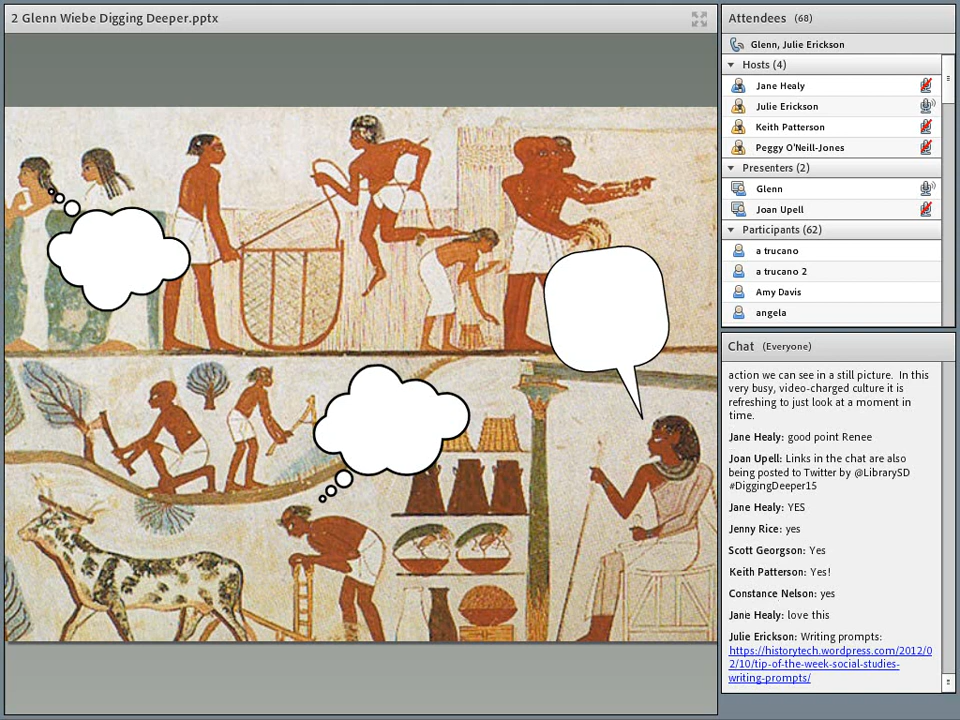 2 Glenn Wiebe Digging Deeper.pptx
Attendees (68)
Glenn, Julie Erickson
Hosts (4)
Jane Healy
Julie Erickson
Keith Patterson
Peggy O'Neill-Jones
Presenters (2)
Glenn
Joan Upell
Participants (62)
a trucano
a trucano 2
Amy Davis
angela
Chat (Everyone)
action we can see in a still picture. In this
very busy, video-charged culture it is
refreshing to just look at a moment in
time.
Jane Healy: good point Renee
Joan Upell: Links in the chat are also
being posted to Twitter by @LibrarySD
#DiggingDeeper15
Jane Healy: YES
Jenny Rice: yes
Scott Georgson: Yes
Keith Patterson: Yes!
Constance Nelson: yes
Jane Healy: love this
Julie Erickson: Writing prompts:
https://historytech.wordpress.com/2012/0
2/10/tip-of-the-week-social-studies-
writing-prompts/